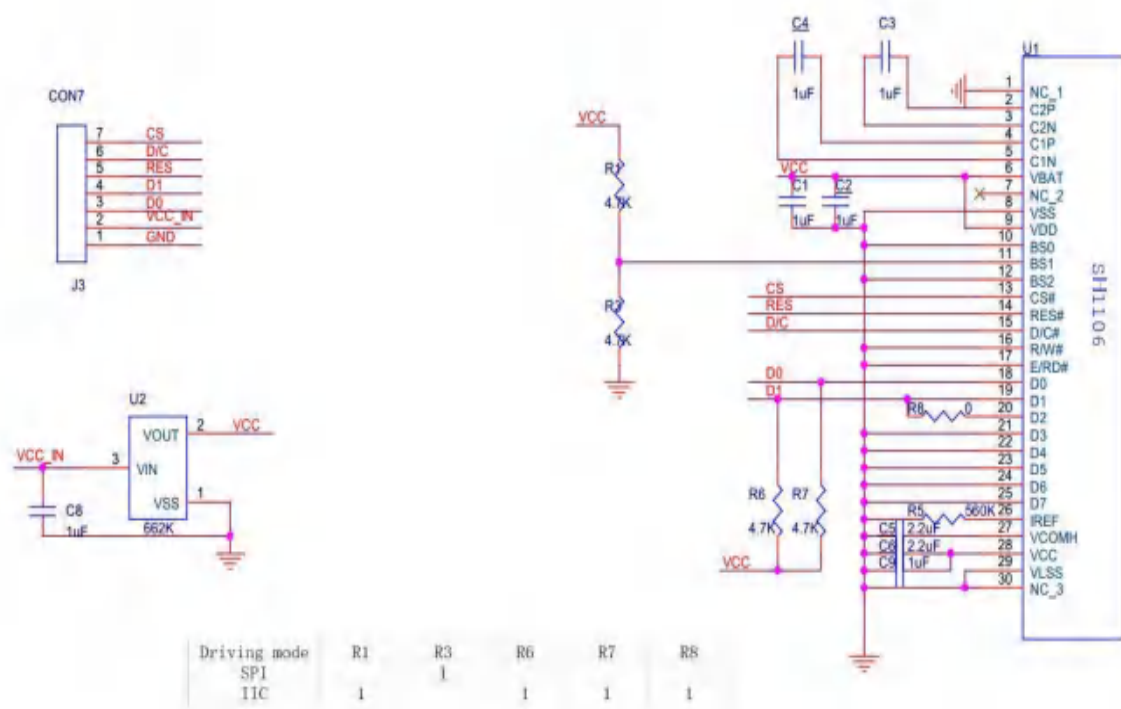 CON7
7 CS
6 D/C
5 RES
4 D1
3 D0
2 VCC_IN
1 GND
J3
U2
VOUT 2 VCC
VCC_IN 3 VIN
VSS 1
C8
1uF
662K
VCC
R1
4.7K
R3
4.7K
C4
1uF
C3
1uF
VCC
C1
1uF
C2
1uF
CS
RES
D/C
D0
D1
R8 0
R6
4.7K
R7
4.7K
VCC
R5 560K
C5 2.2uF
C6 2.2uF
C9 1uF
U1
1 NC_1
2 C2P
3 C2N
4 C1P
5 C1N
6 VBAT
7 NC_2
8 VSS
9 VDD
10 BS0
11 BS1
12 BS2
13 CS#
14 RES#
15 D/C#
16 R/W#
17 E/RD#
18 D0
19 D1
20 D2
21 D3
22 D4
23 D5
24 D6
25 D7
26 IREF
27 VCOMH
28 VCC
29 VLSS
30 NC_3
SH1106
Driving mode R1 R3 R6 R7 R8
SPI 1
IIC 1 1 1 1